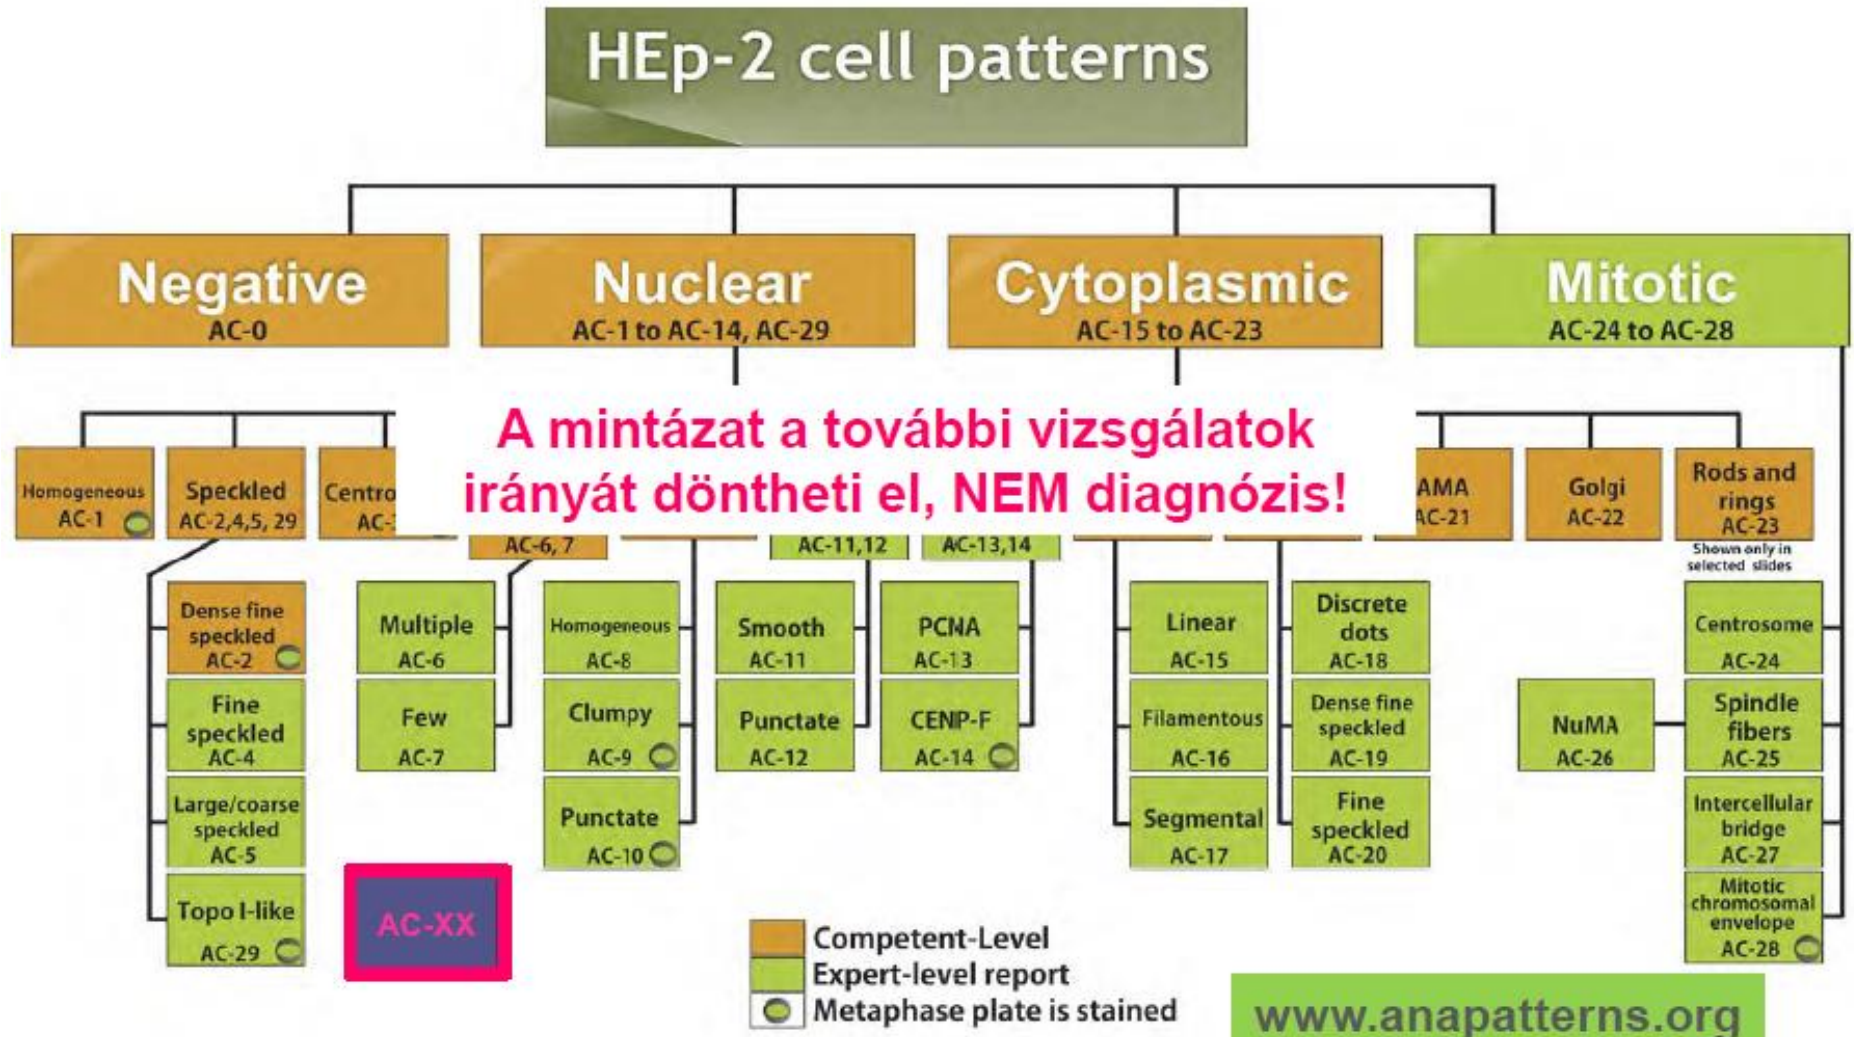 HEp-2 cell patterns
Negative
AC-0
Nuclear
AC-1 to AC-14, AC-29
Cytoplasmic
AC-15 to AC-23
Mitotic
AC-24 to AC-28
A mintázat a további vizsgálatok
irányát döntheti el, NEM diagnózis!
Homogeneous
AC-1
Speckled
AC-2,4,5, 29
Centro
AC-
AMA
AC-21
Golgi
AC-22
Rods and
rings
AC-23
Shown only in
selected slides
AC-6, 7
AC-11,12
AC-13,14
Dense fine
speckled
AC-2
Fine
speckled
AC-4
Large/coarse
speckled
AC-5
Topo I-like
AC-29
Multiple
AC-6
Few
AC-7
Homogeneous
AC-8
Clumpy
AC-9
Punctate
AC-10
Smooth
AC-11
Punctate
AC-12
PCNA
AC-13
CENP-F
AC-14
Linear
AC-15
Filamentous
AC-16
Segmental
AC-17
Discrete
dots
AC-18
Dense fine
speckled
AC-19
Fine
speckled
AC-20
Centrosome
AC-24
Spindle
fibers
AC-25
NuMA
AC-26
Intercellular
bridge
AC-27
Mitotic
chromosomal
envelope
AC-28
AC-XX
Competent-Level
Expert-level report
Metaphase plate is stained
www.anapatterns.org